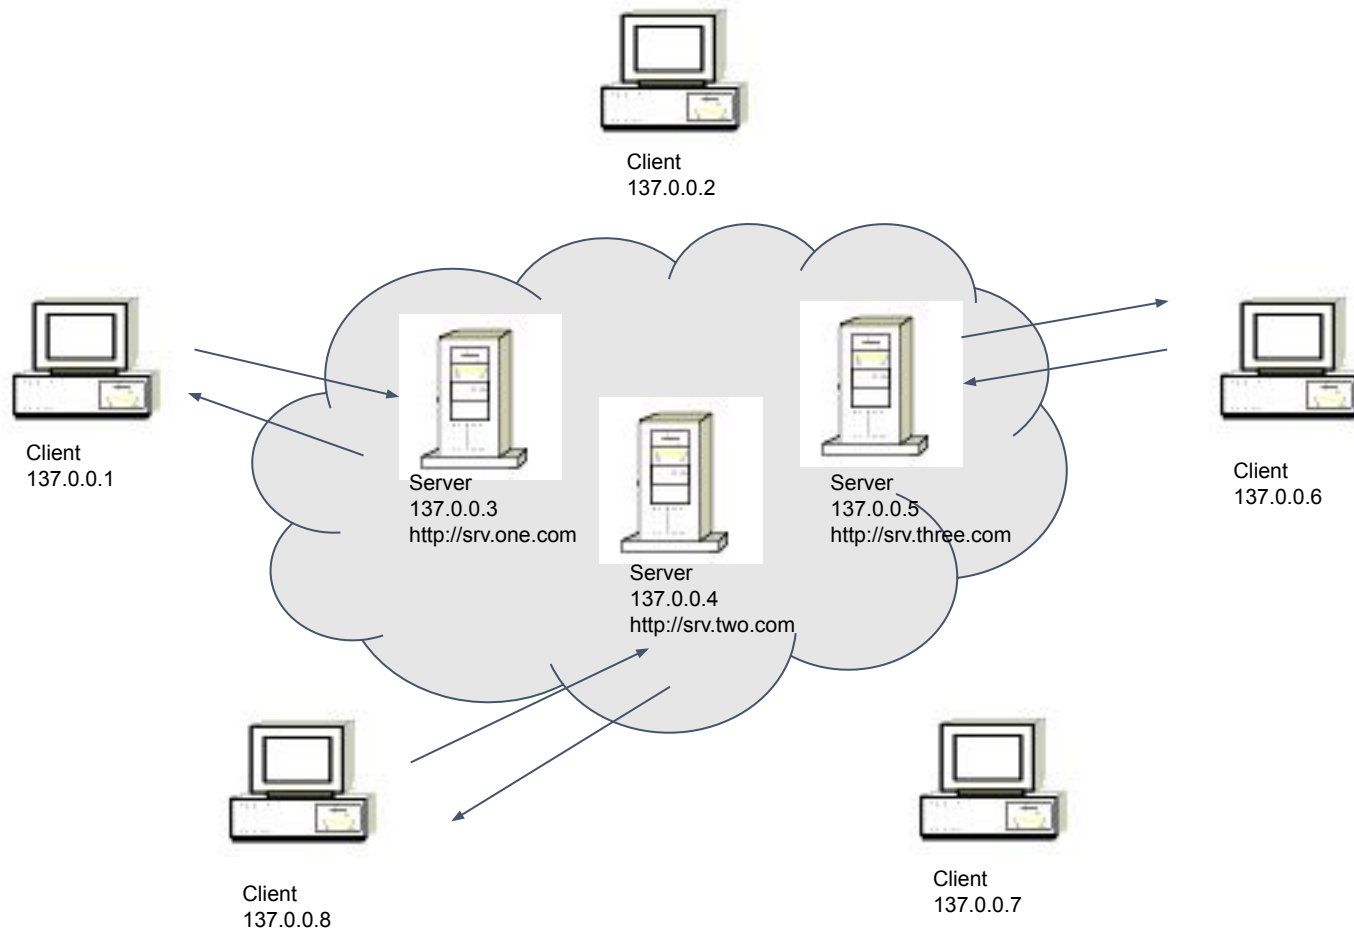 Client
137.0.0.2
Client
137.0.0.1
Server
137.0.0.3
http://srv.one.com
Server
137.0.0.4
http://srv.two.com
Server
137.0.0.5
http://srv.three.com
Client
137.0.0.6
Client
137.0.0.8
Client
137.0.0.7